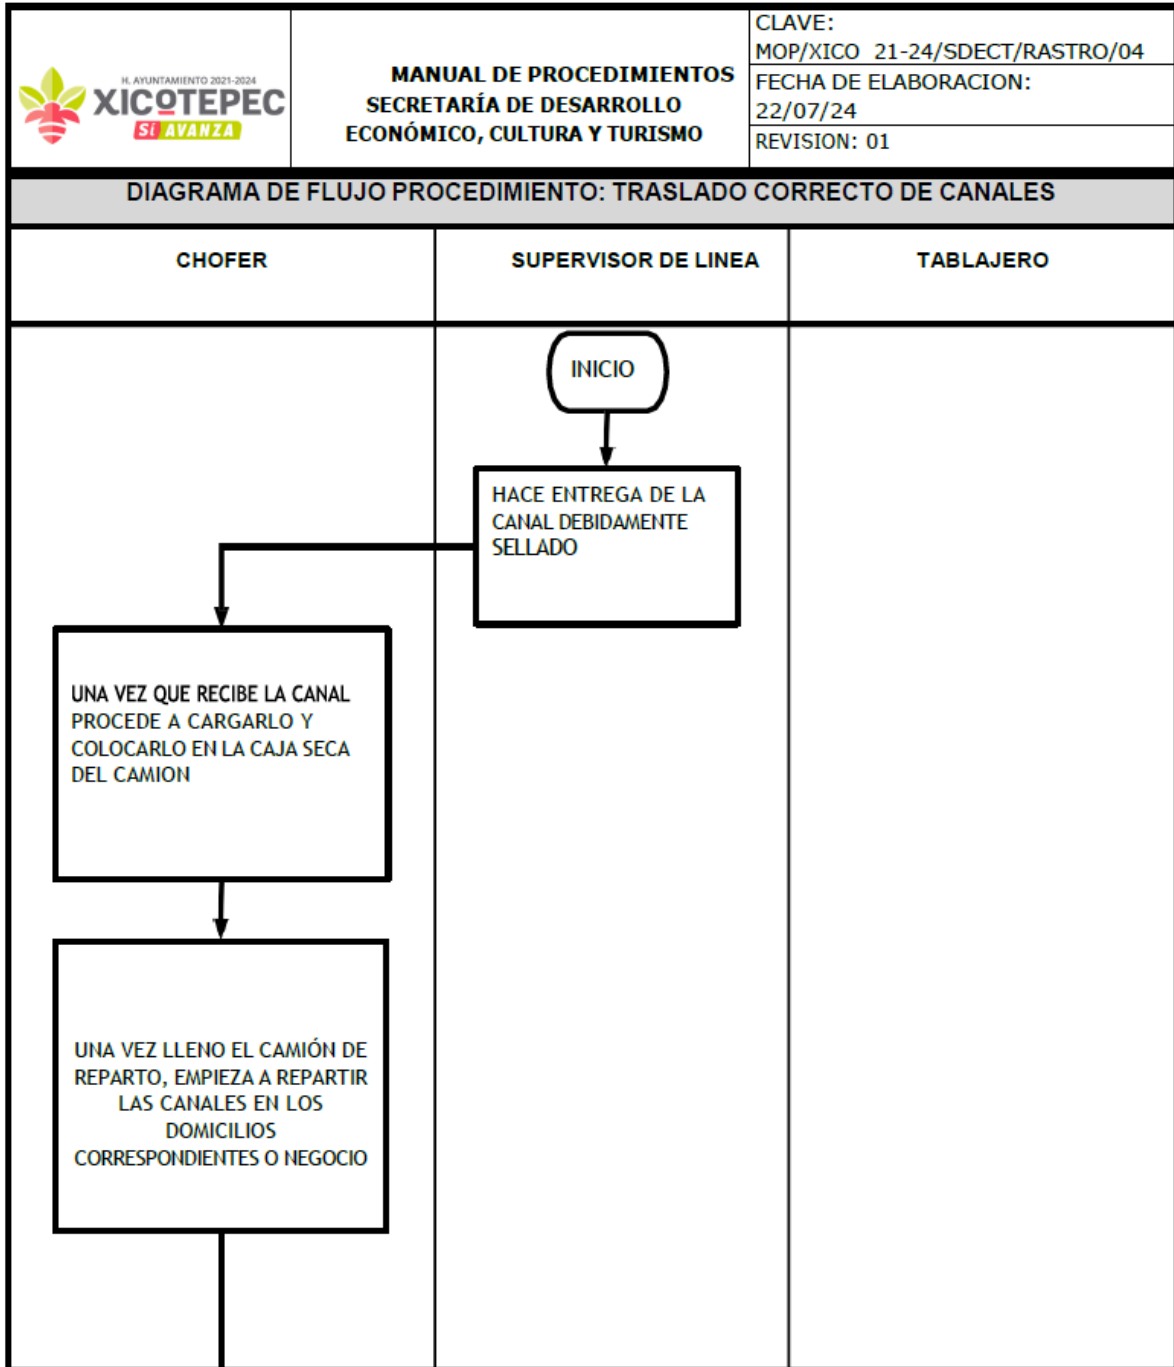 H. AYUNTAMIENTO 2021-2024
XICOTEPEC
Sí AVANZA
MANUAL DE PROCEDIMIENTOS
SECRETARÍA DE DESARROLLO
ECONÓMICO, CULTURA Y TURISMO
CLAVE:
MOP/XICO 21-24/SDECT/RASTRO/04
FECHA DE ELABORACION:
22/07/24
REVISION: 01
DIAGRAMA DE FLUJO PROCEDIMIENTO: TRASLADO CORRECTO DE CANALES
CHOFER
SUPERVISOR DE LINEA
TABLAJERO
INICIO
HACE ENTREGA DE LA
CANAL DEBIDAMENTE
SELLADO
UNA VEZ QUE RECIBE LA CANAL
PROCEDE A CARGARLO Y
COLOCARLO EN LA CAJA SECA
DEL CAMION
UNA VEZ LLENO EL CAMIÓN DE
REPARTO, EMPIEZA A REPARTIR
LAS CANALES EN LOS
DOMICILIOS
CORRESPONDIENTES O NEGOCIO